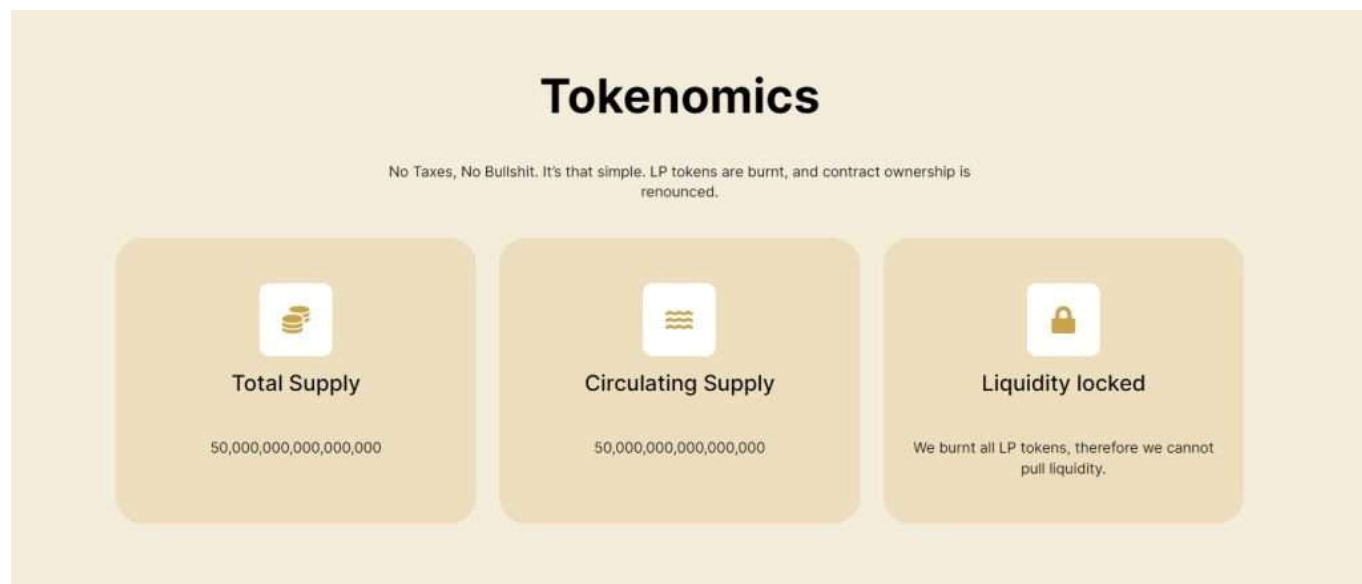 Tokenomics
No Taxes, No Bullshit. It's that simple. LP tokens are burnt, and contract ownership is
renounced.
Total Supply
50,000,000,000,000,000
Circulating Supply
50,000,000,000,000,000
Liquidity locked
We burnt all LP tokens, therefore we cannot
pull liquidity.